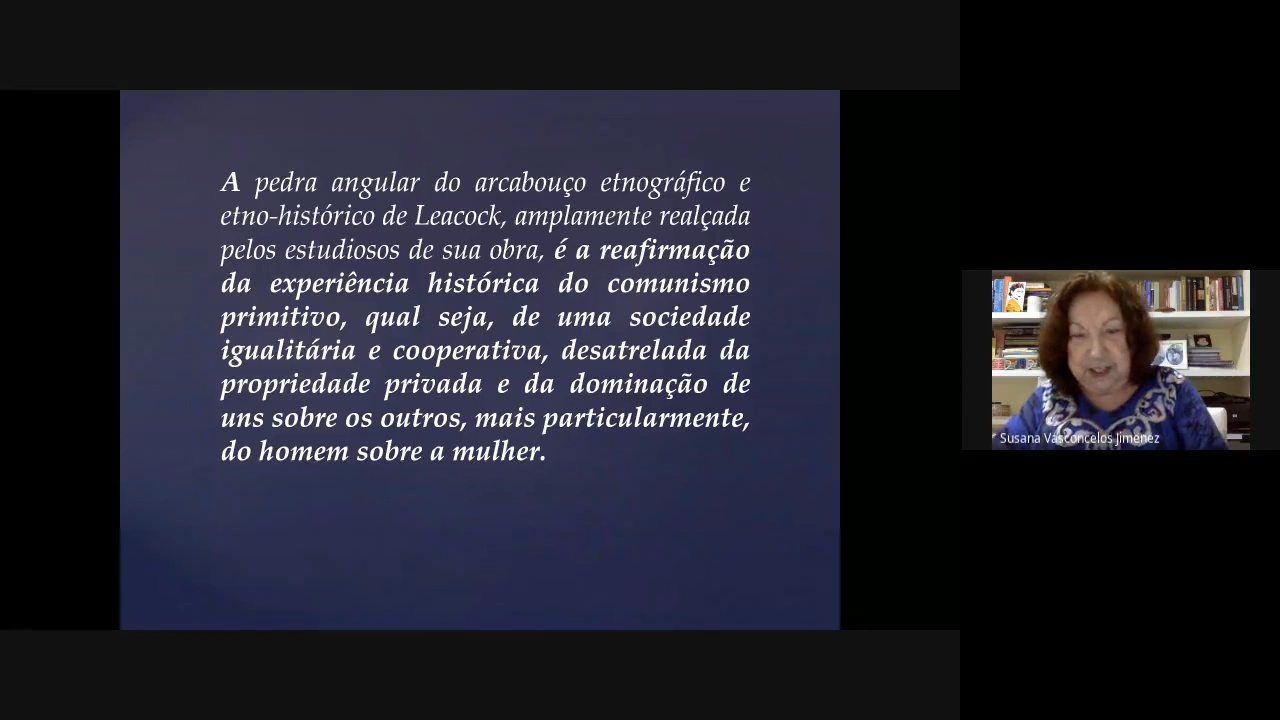 A pedra angular do arcabouço etnográfico e
etno-histórico de Leacock, amplamente realçada
pelos estudiosos de sua obra, é a reafirmação
da experiência histórica do comunismo
primitivo, qual seja, de uma sociedade
igualitária e cooperativa, desatrelada da
propriedade privada e da dominação de
uns sobre os outros, mais particularmente,
do homem sobre a mulher.
Susana Vasconcelos Jimenez